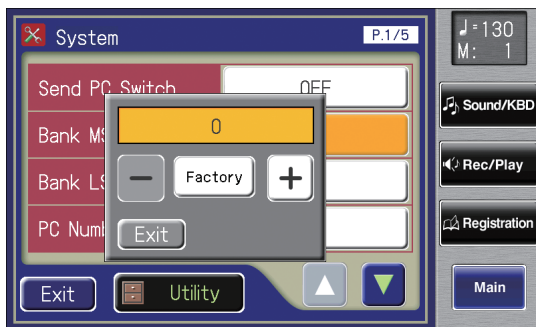 System
P.1/5
Send PC Switch
OFF
Bank MS
0
Bank LS
Factory
PC Numb
Exit
Exit
Utility
♩=130
M: 1
Sound/KBD
Rec/Play
Registration
Main